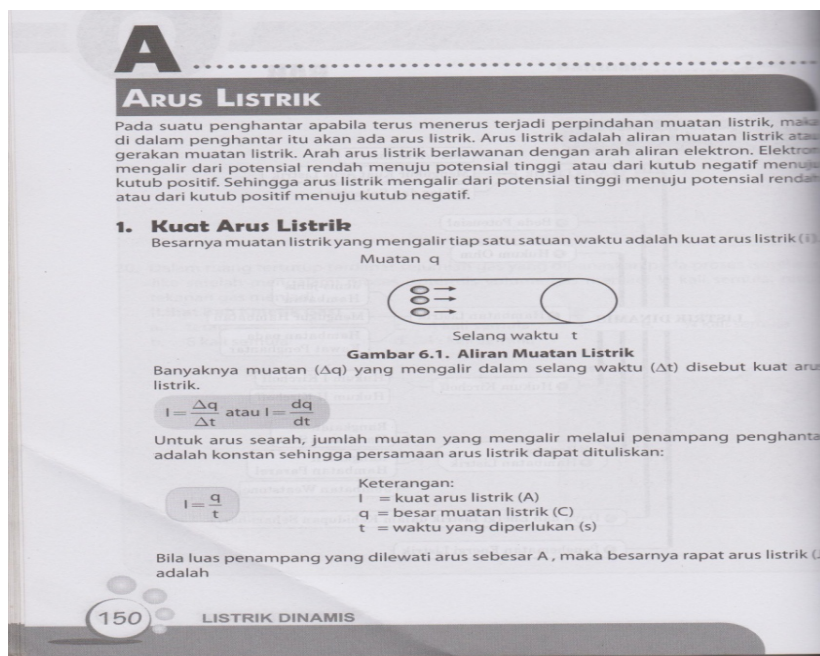 A
ARUS LISTRIK
Pada suatu penghantar apabila terus menerus terjadi perpindahan muatan listrik, maka
di dalam penghantar itu akan ada arus listrik. Arus listrik adalah aliran muatan listrik atau
gerakan muatan listrik. Arah arus listrik berlawanan dengan arah aliran elektron. Elektron
mengalir dari potensial rendah menuju potensial tinggi atau dari kutub negatif menuju
kutub positif. Sehingga arus listrik mengalir dari potensial tinggi menuju potensial rendah
atau dari kutub positif menuju kutub negatif.
1. Kuat Arus Listrik
Besarnya muatan listrik yang mengalir tiap satu satuan waktu adalah kuat arus listrik (i).
Muatan q
Selang waktu t
Gambar 6.1. Aliran Muatan Listrik
Banyaknya muatan (Δq) yang mengalir dalam selang waktu (Δt) disebut kuat arus
listrik.
I = Δq/Δt atau I = dq/dt
Untuk arus searah, jumlah muatan yang mengalir melalui penampang penghanta
adalah konstan sehingga persamaan arus listrik dapat dituliskan:
Keterangan:
I = q/t
I = kuat arus listrik (A)
q = besar muatan listrik (C)
t = waktu yang diperlukan (s)
Bila luas penampang yang dilewati arus sebesar A , maka besarnya rapat arus listrik (
adalah
150 LISTRIK DINAMIS